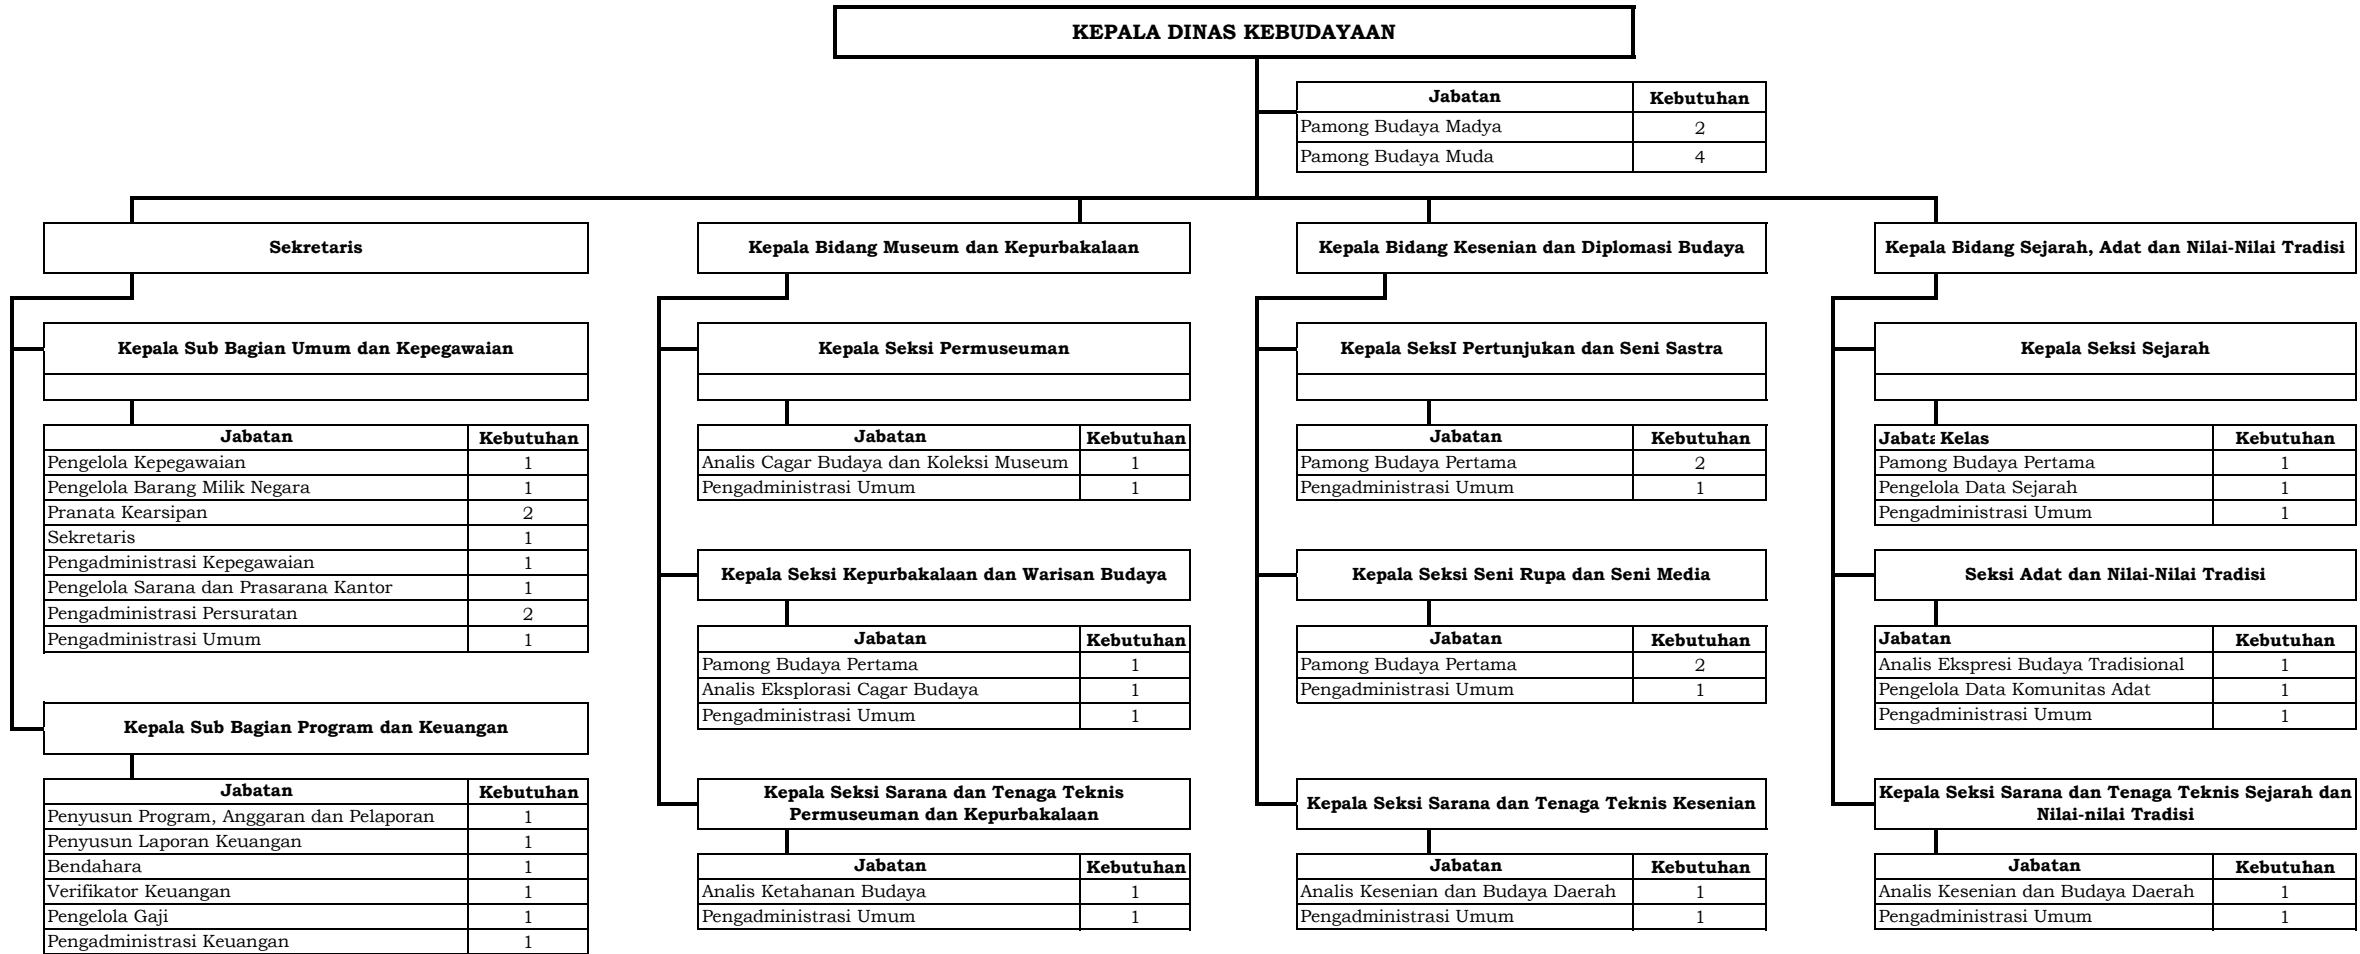 KEPALA DINAS KEBUDAYAAN
Jabatan Kebutuhan
Pamong Budaya Madya 2
Pamong Budaya Muda 4
Sekretaris
Kepala Sub Bagian Umum dan Kepegawaian
Jabatan Kebutuhan
Pengelola Kepegawaian 1
Pengelola Barang Milik Negara 1
Pranata Kearsipan 2
Sekretaris 1
Pengadministrasi Kepegawaian 1
Pengelola Sarana dan Prasarana Kantor 1
Pengadministrasi Persuratan 2
Pengadministrasi Umum 1
Kepala Sub Bagian Program dan Keuangan
Jabatan Kebutuhan
Penyusun Program, Anggaran dan Pelaporan 1
Penyusun Laporan Keuangan 1
Bendahara 1
Verifikator Keuangan 1
Pengelola Gaji 1
Pengadministrasi Keuangan 1
Kepala Bidang Museum dan Kepurbakalaan
Kepala Seksi Permuseuman
Jabatan Kebutuhan
Analis Cagar Budaya dan Koleksi Museum 1
Pengadministrasi Umum 1
Kepala Seksi Kepurbakalaan dan Warisan Budaya
Jabatan Kebutuhan
Pamong Budaya Pertama 1
Analis Eksplorasi Cagar Budaya 1
Pengadministrasi Umum 1
Kepala Seksi Sarana dan Tenaga Teknis
Permuseuman dan Kepurbakalaan
Jabatan Kebutuhan
Analis Ketahanan Budaya 1
Pengadministrasi Umum 1
Kepala Bidang Kesenian dan Diplomasi Budaya
Kepala SeksI Pertunjukan dan Seni Sastra
Jabatan Kebutuhan
Pamong Budaya Pertama 2
Pengadministrasi Umum 1
Kepala Seksi Seni Rupa dan Seni Media
Jabatan Kebutuhan
Pamong Budaya Pertama 2
Pengadministrasi Umum 1
Kepala Seksi Sarana dan Tenaga Teknis Kesenian
Jabatan Kebutuhan
Analis Kesenian dan Budaya Daerah 1
Pengadministrasi Umum 1
Kepala Bidang Sejarah, Adat dan Nilai-Nilai Tradisi
Kepala Seksi Sejarah
Jabata Kelas Kebutuhan
Pamong Budaya Pertama 1
Pengelola Data Sejarah 1
Pengadministrasi Umum 1
Seksi Adat dan Nilai-Nilai Tradisi
Jabatan Kebutuhan
Analis Ekspresi Budaya Tradisional 1
Pengelola Data Komunitas Adat 1
Pengadministrasi Umum 1
Kepala Seksi Sarana dan Tenaga Teknis Sejarah dan
Nilai-nilai Tradisi
Jabatan Kebutuhan
Analis Kesenian dan Budaya Daerah 1
Pengadministrasi Umum 1